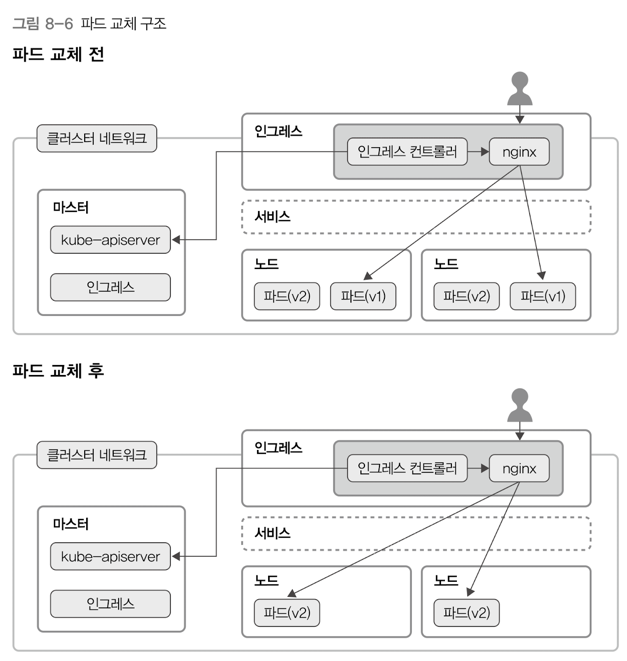 그림 8-6 파드 교체 구조
파드 교체 전
클러스터 네트워크
인그레스
인그레스 컨트롤러
nginx
마스터
kube-apiserver
인그레스
서비스
노드
파드(v2)
파드(v1)
노드
파드(v2)
파드(v1)
파드 교체 후
클러스터 네트워크
인그레스
인그레스 컨트롤러
nginx
마스터
kube-apiserver
인그레스
서비스
노드
파드(v2)
노드
파드(v2)